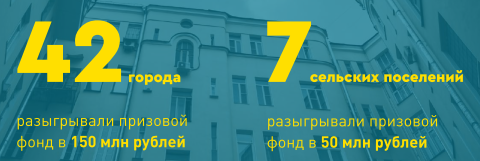 42 города
разыгрывали призовой
фонд в 150 млн рублей
7 сельских поселений
разыгрывали призовой
фонд в 50 млн рублей